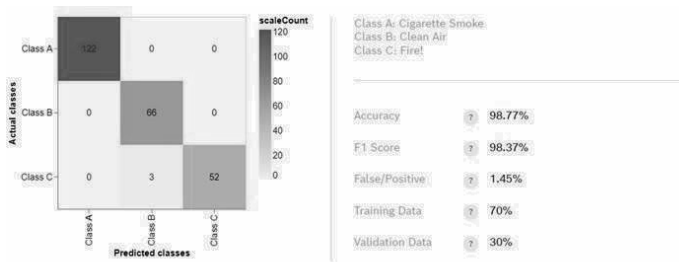 scaleCount
Class A
122 0 0
120
100
80
Class B
0 66 0
60
40
Class C
0 3 52
20
0
Actual classes
Class A
Class B
Class C
Predicted classes
Class A: Cigarette Smoke
Class B: Clean Air
Class C: Fire!
Accuracy ? 98.77%
F1 Score ? 98.37%
False/Positive ? 1.45%
Training Data ? 70%
Validation Data ? 30%